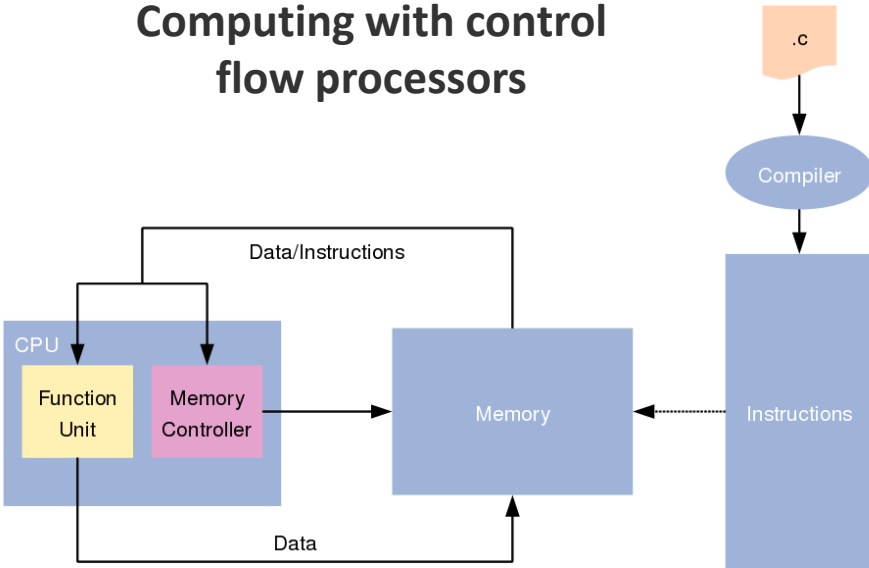 Computing with control
flow processors
.c
Compiler
Data/Instructions
CPU
Function
Unit
Memory
Controller
Memory
Instructions
Data